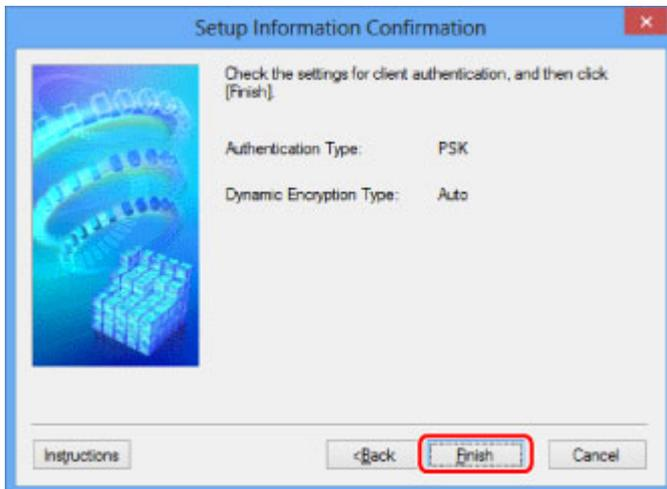 Setup Information Confirmation
Check the settings for client authentication, and then click
[Finish].
Authentication Type: PSK
Dynamic Encryption Type: Auto
Instructions <Back Finish Cancel